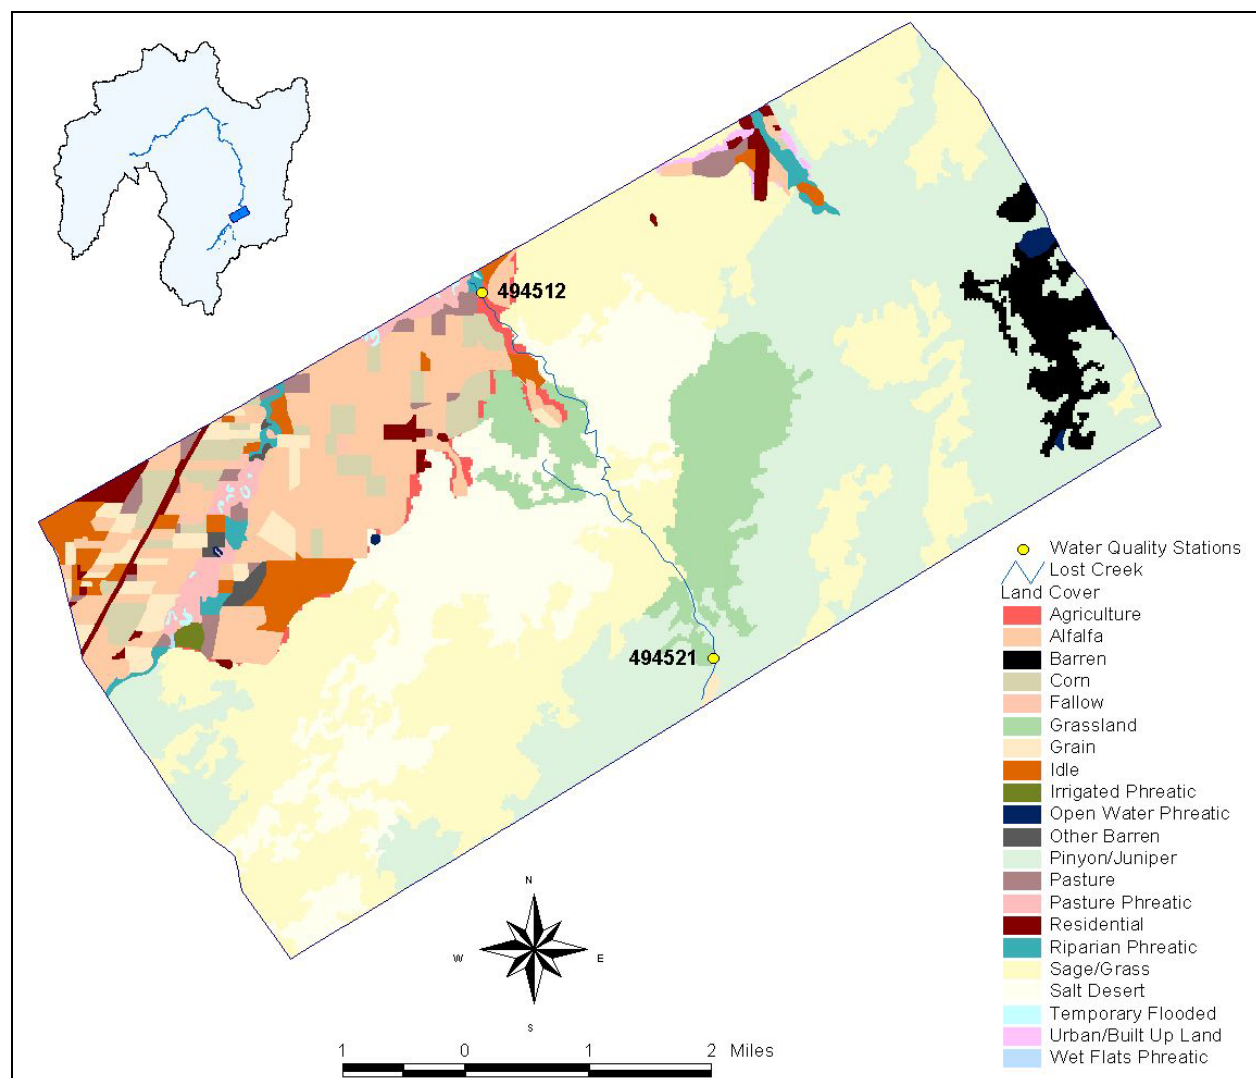 494512
494521
Water Quality Stations
Lost Creek
Land Cover
Agriculture
Alfalfa
Barren
Corn
Fallow
Grassland
Grain
Idle
Irrigated Phreatic
Open Water Phreatic
Other Barren
Pinyon/Juniper
Pasture
Pasture Phreatic
Residential
Riparian Phreatic
Sage/Grass
Salt Desert
Temporary Flooded
Urban/Built Up Land
Wet Flats Phreatic
N
W E
S
1 0 1 2 Miles